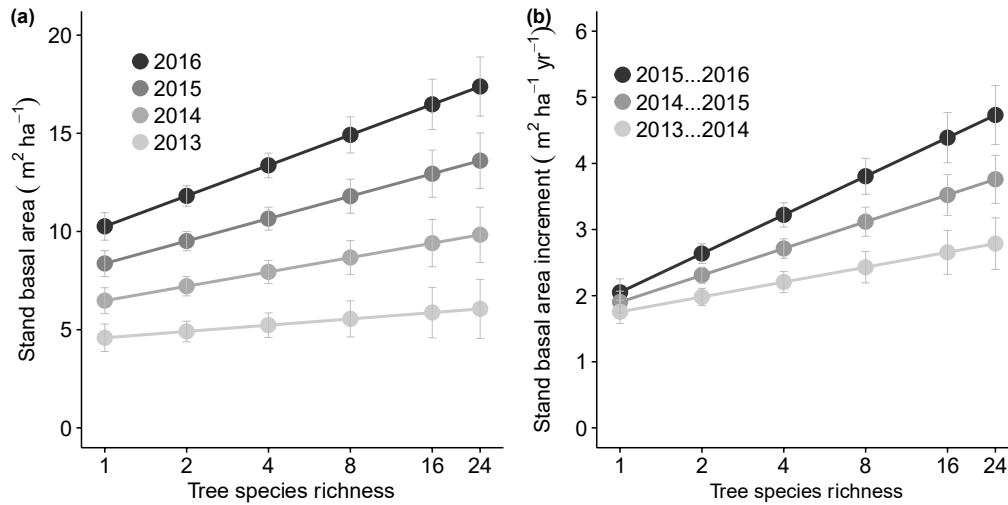 (a)
20
15
10
5
0
Stand basal area ( m² ha⁻¹)
2016
2015
2014
2013
1 2 4 8 16 24
Tree species richness
(b)
6
5
4
3
2
1
0
Stand basal area increment ( m² ha⁻¹ yr⁻¹)
2015...2016
2014...2015
2013...2014
1 2 4 8 16 24
Tree species richness